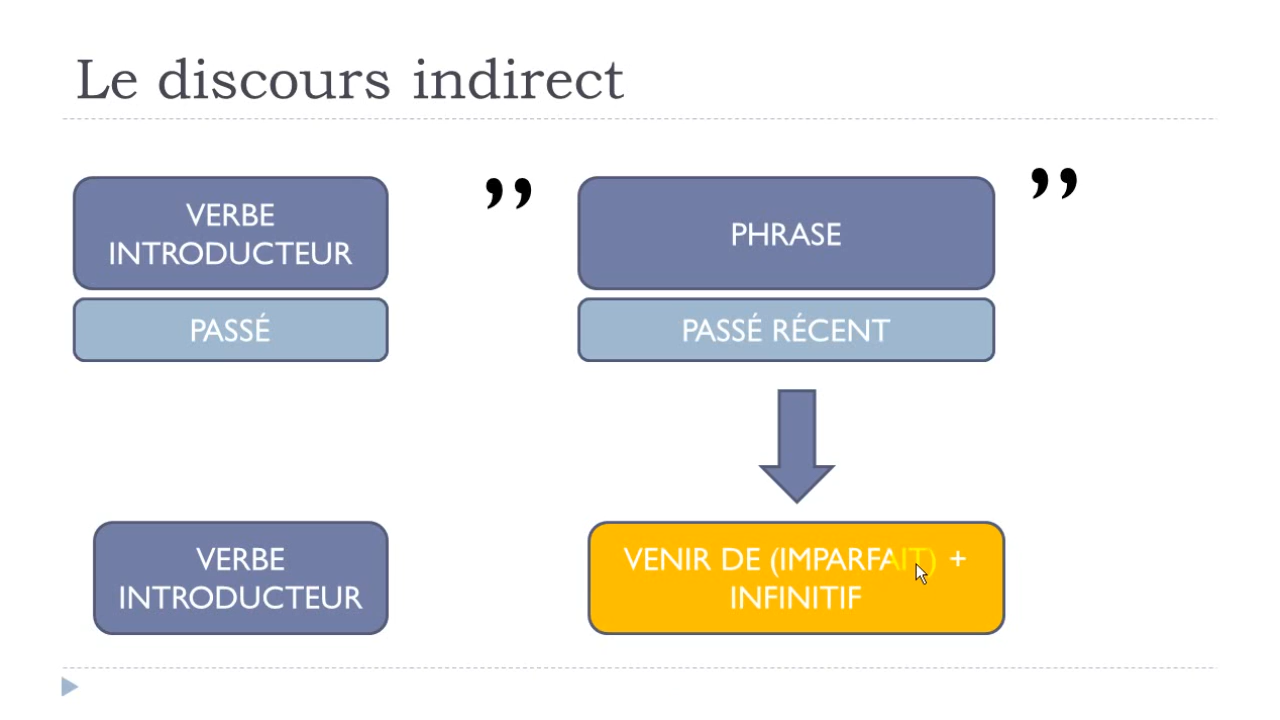 Le discours indirect
VERBE
INTRODUCTEUR
”
PHRASE
”
PASSÉ
PASSÉ RÉCENT
VERBE
INTRODUCTEUR
VENIR DE (IMPARFAIT) +
INFINITIF